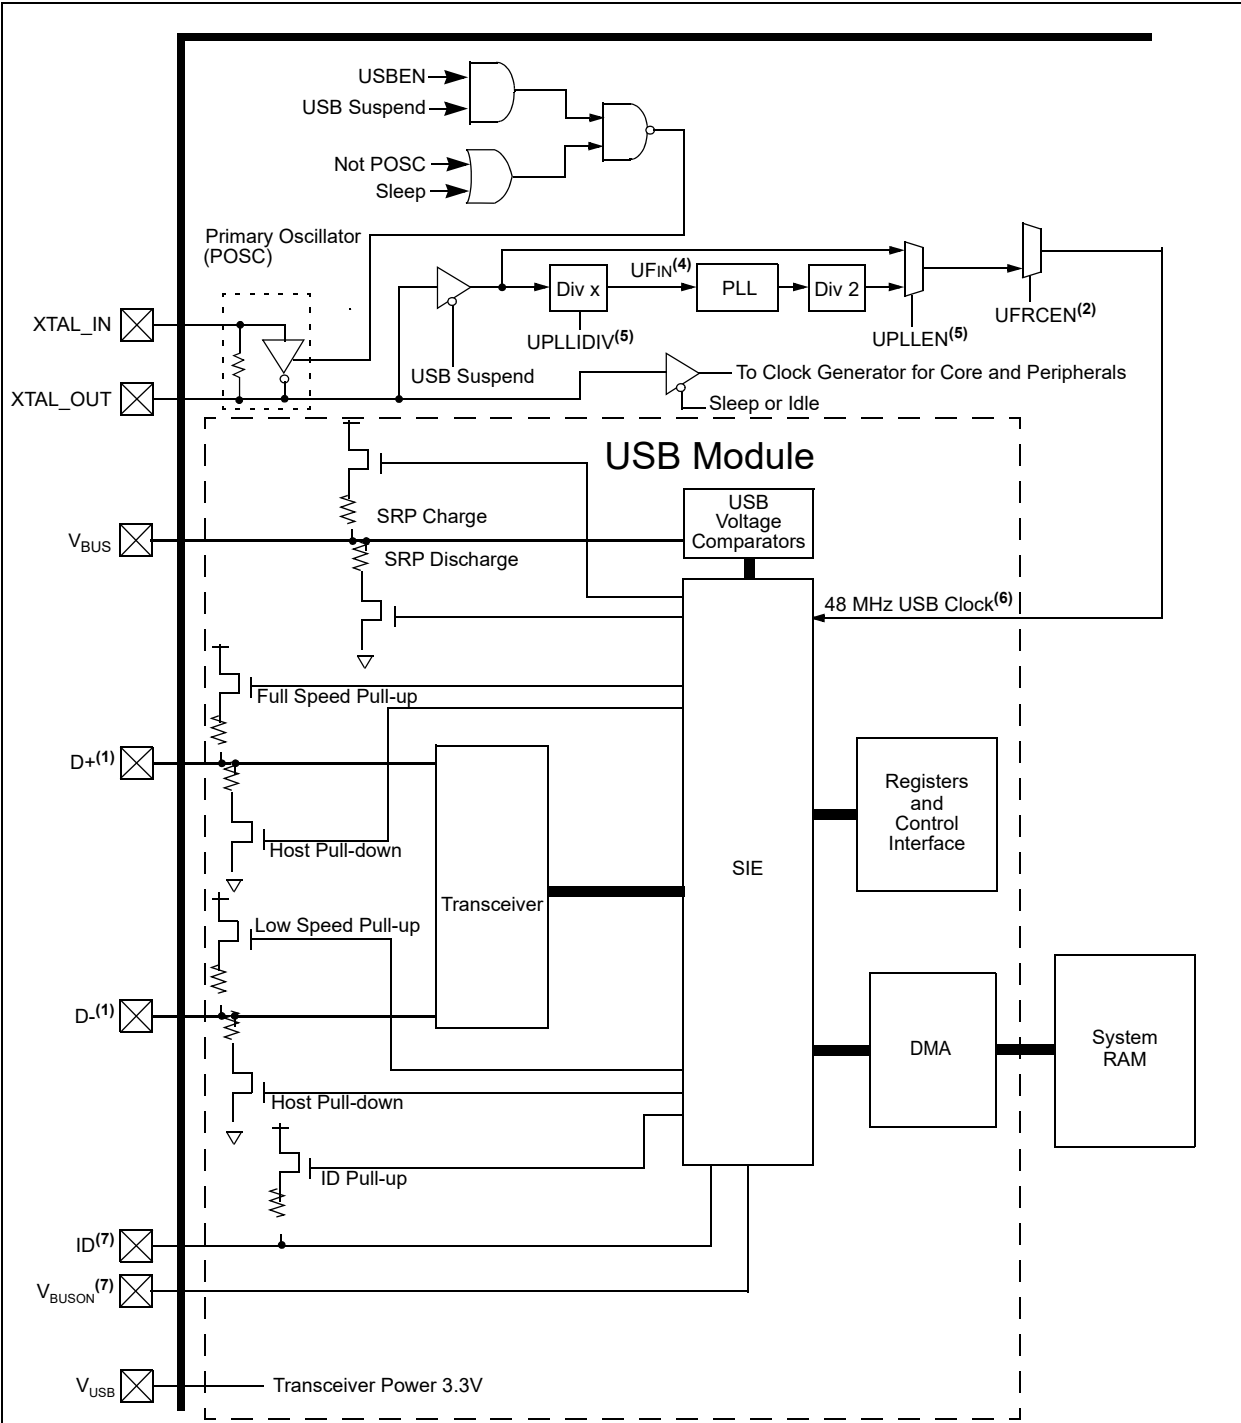 USBEN
USB Suspend
Not POSC
Sleep
Primary Oscillator
(POSC)
UFIN(4)
Div x
PLL
Div 2
UFRCEN(2)
XTAL_IN
UPLLIDIV(5)
UPLLEN(5)
USB Suspend
To Clock Generator for Core and Peripherals
XTAL_OUT
Sleep or Idle
USB Module
USB
Voltage
Comparators
SRP Charge
VBUS
SRP Discharge
48 MHz USB Clock(6)
Full Speed Pull-up
D+(1)
Registers
and
Control
Interface
Host Pull-down
SIE
Transceiver
Low Speed Pull-up
D-(1)
DMA
System
RAM
Host Pull-down
ID Pull-up
ID(7)
VBUSON(7)
VUSB
Transceiver Power 3.3V